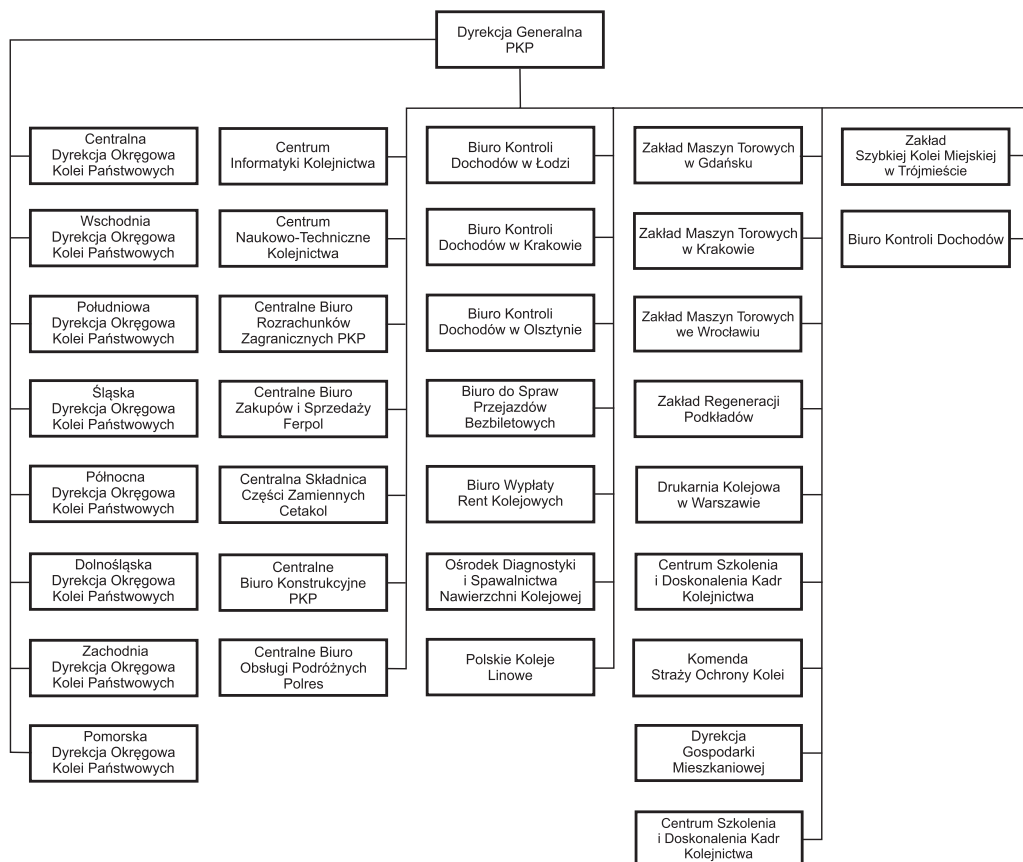 Dyrekcja Generalna
PKP
Centralna
Dyrekcja Okręgowa
Kolei Państwowych
Wschodnia
Dyrekcja Okręgowa
Kolei Państwowych
Południowa
Dyrekcja Okręgowa
Kolei Państwowych
Śląska
Dyrekcja Okręgowa
Kolei Państwowych
Północna
Dyrekcja Okręgowa
Kolei Państwowych
Dolnośląska
Dyrekcja Okręgowa
Kolei Państwowych
Zachodnia
Dyrekcja Okręgowa
Kolei Państwowych
Pomorska
Dyrekcja Okręgowa
Kolei Państwowych
Centrum
Informatyki Kolejnictwa
Centrum
Naukowo-Techniczne
Kolejnictwa
Centralne Biuro
Rozrachunków
Zagranicznych PKP
Centralne Biuro
Zakupów i Sprzedaży
Ferpol
Centralna Składnica
Części Zamiennych
Cetakol
Centralne
Biuro Konstrukcyjne
PKP
Centralne Biuro
Obsługi Podróżnych
Polres
Biuro Kontroli
Dochodów w Łodzi
Biuro Kontroli
Dochodów w Krakowie
Biuro Kontroli
Dochodów w Olsztynie
Biuro do Spraw
Przejazdów
Bezbiletowych
Biuro Wypłaty
Rent Kolejowych
Ośrodek Diagnostyki
i Spawalnictwa
Nawierzchni Kolejowej
Polskie Koleje
Linowe
Zakład Maszyn Torowych
w Gdańsku
Zakład Maszyn Torowych
w Krakowie
Zakład Maszyn Torowych
we Wrocławiu
Zakład Regeneracji
Podkładów
Drukarnia Kolejowa
w Warszawie
Centrum Szkolenia
i Doskonalenia Kadr
Kolejnictwa
Komenda
Straży Ochrony Kolei
Dyrekcja
Gospodarki
Mieszkaniowej
Centrum Szkolenia
i Doskonalenia Kadr
Kolejnictwa
Zakład
Szybkiej Kolei Miejskiej
w Trójmieście
Biuro Kontroli Dochodów